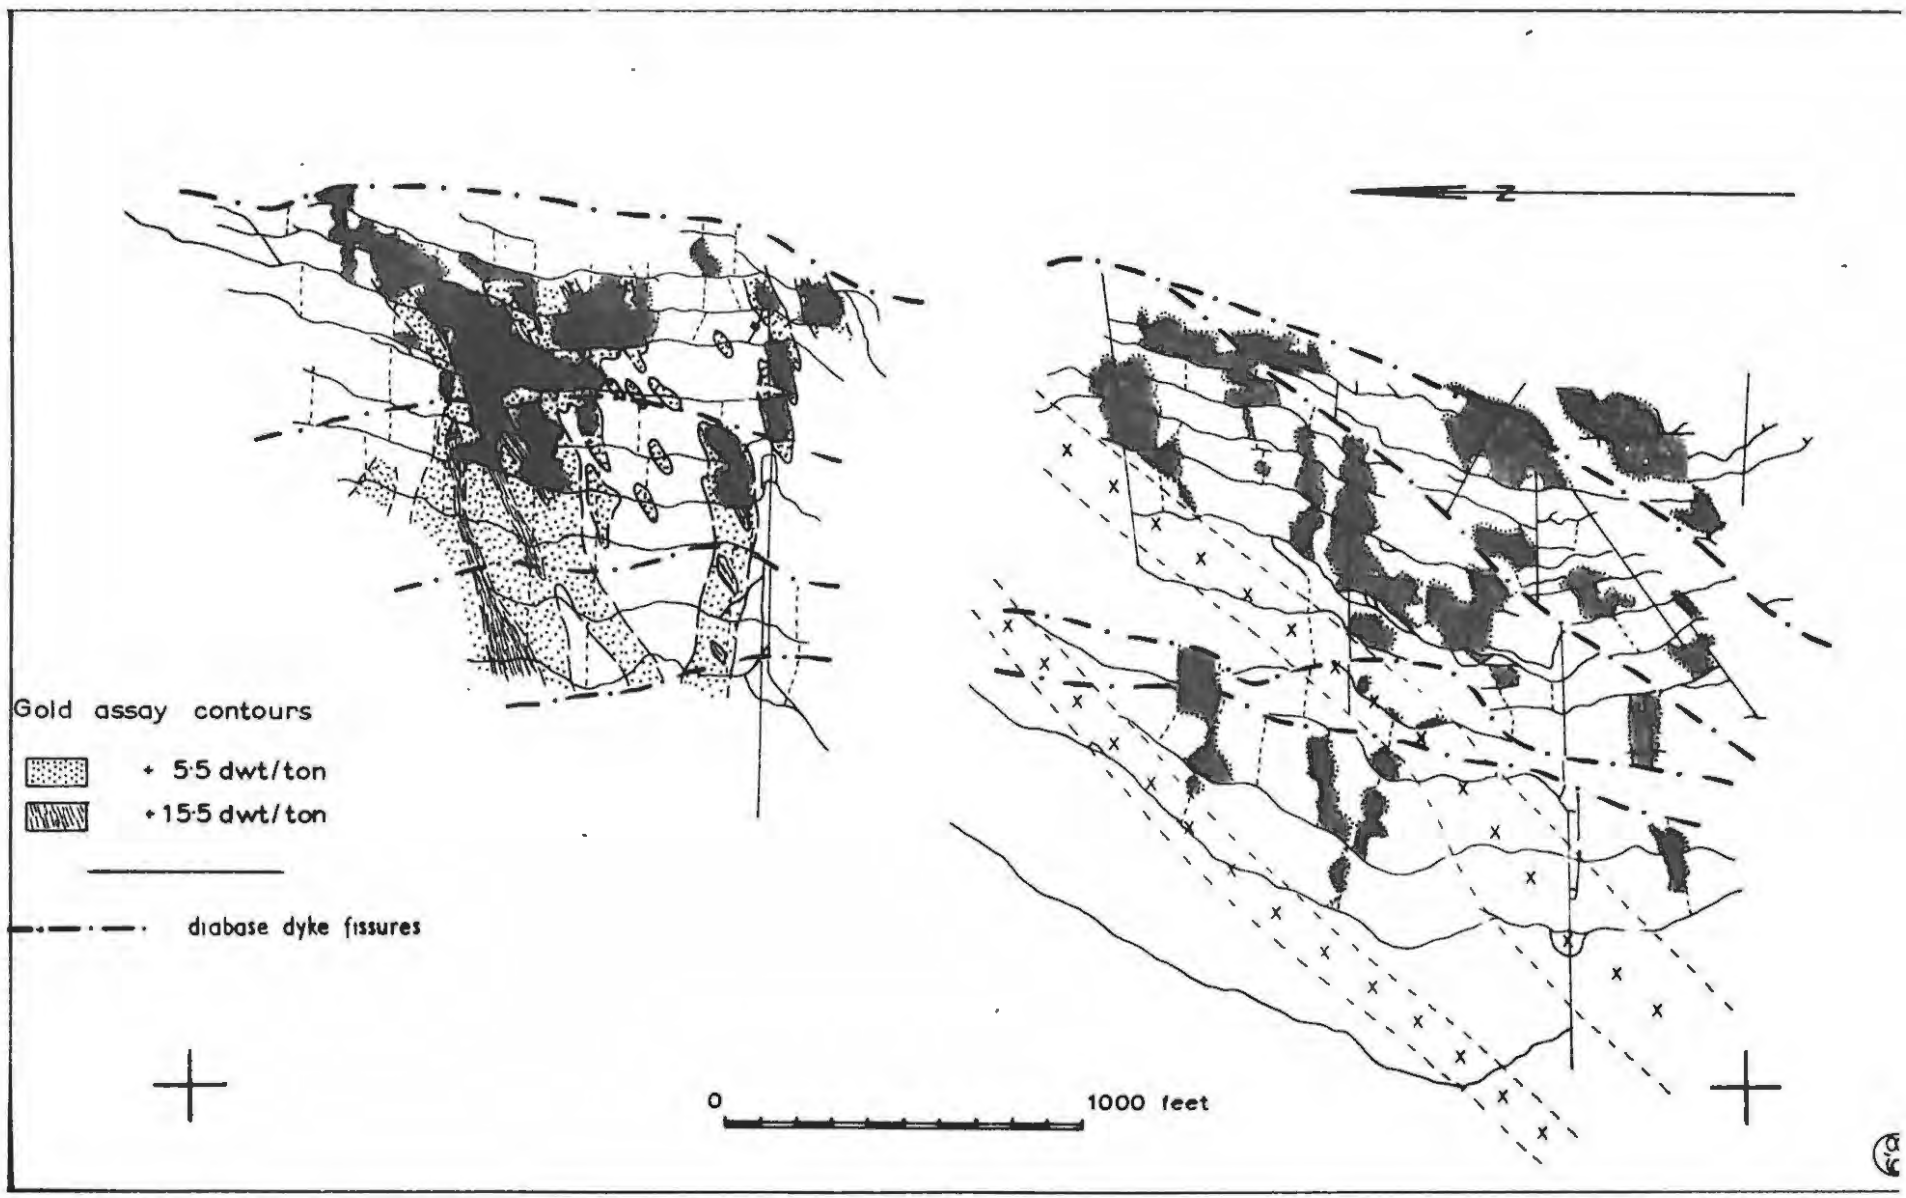 N
Gold assay contours
+ 5·5 dwt/ton
+ 15·5 dwt/ton
diabase dyke fissures
0 1000 feet